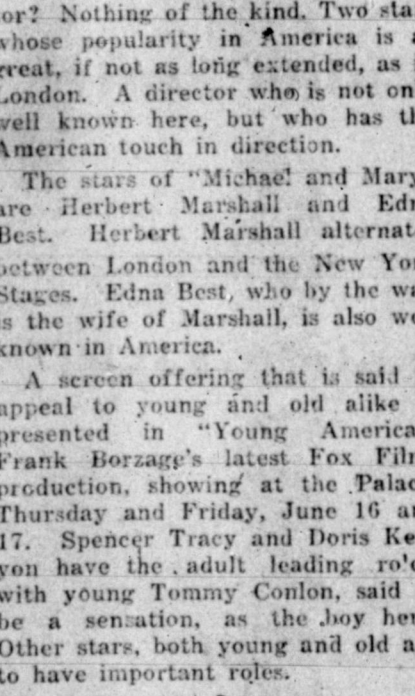 or? Nothing of the kind. Two sta
whose popularity in America is a
great, if not as long extended, as i
London. A director who is not on
well known here, but who has th
American touch in direction.
The stars of "Michael and Mary
are Herbert Marshall and Edn
Best. Herbert Marshall alternat
between London and the New Yor
Stages. Edna Best, who by the wa
is the wife of Marshall, is also we
known in America.
A screen offering that is said
appeal to young and old alike
presented in "Young America
Frank Borzage's latest Fox Film
production, showing at the Palac
Thursday and Friday, June 16 an
17. Spencer Tracy and Doris Ke
yon have the adult leading ro'e
with young Tommy Conlon, said
be a sensation, as the boy her
Other stars, both young and old a
to have important roles.